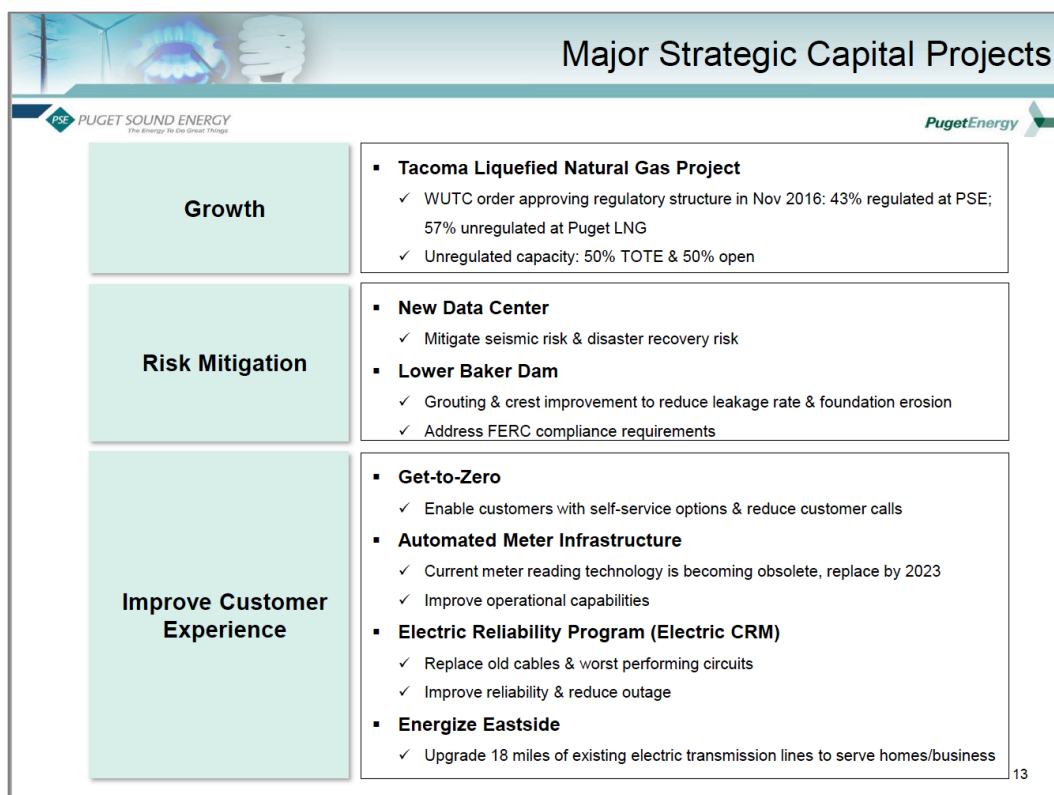 Major Strategic Capital Projects
PSE PUGET SOUND ENERGY
The Energy To Do Great Things
PugetEnergy
Growth
▪ Tacoma Liquefied Natural Gas Project
✓ WUTC order approving regulatory structure in Nov 2016: 43% regulated at PSE;
57% unregulated at Puget LNG
✓ Unregulated capacity: 50% TOTE & 50% open
Risk Mitigation
▪ New Data Center
✓ Mitigate seismic risk & disaster recovery risk
▪ Lower Baker Dam
✓ Grouting & crest improvement to reduce leakage rate & foundation erosion
✓ Address FERC compliance requirements
Improve Customer
Experience
▪ Get-to-Zero
✓ Enable customers with self-service options & reduce customer calls
▪ Automated Meter Infrastructure
✓ Current meter reading technology is becoming obsolete, replace by 2023
✓ Improve operational capabilities
▪ Electric Reliability Program (Electric CRM)
✓ Replace old cables & worst performing circuits
✓ Improve reliability & reduce outage
▪ Energize Eastside
✓ Upgrade 18 miles of existing electric transmission lines to serve homes/business
13